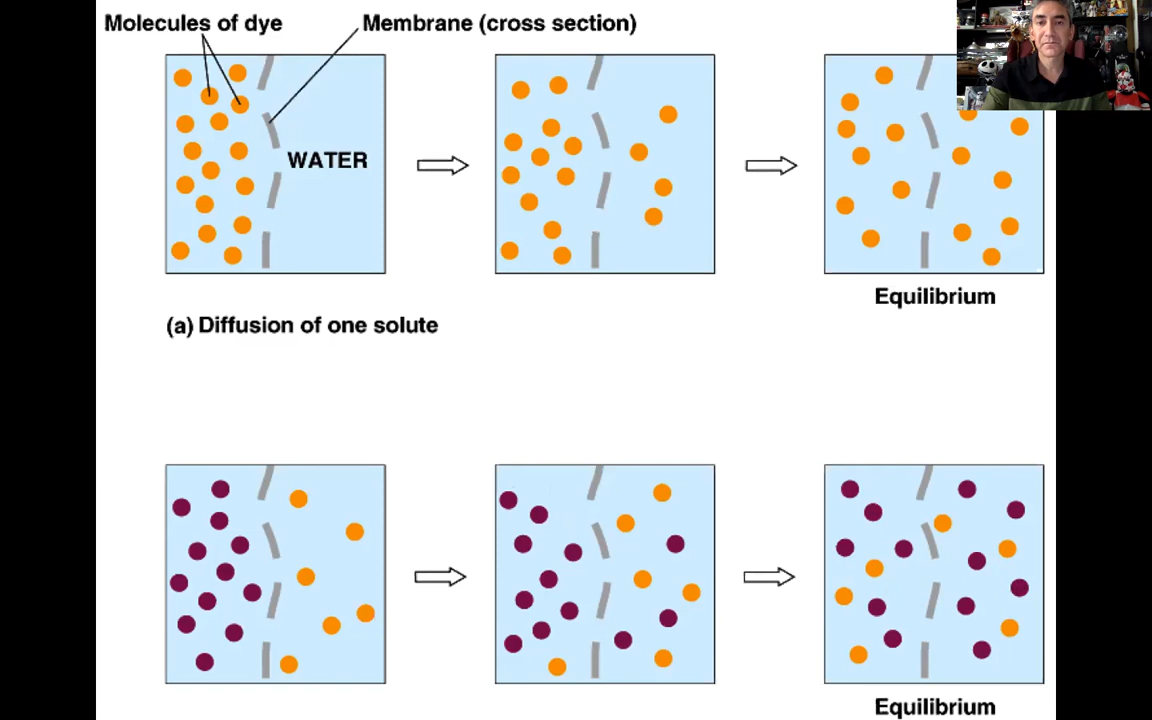 Molecules of dye
Membrane (cross section)
WATER
Equilibrium
(a) Diffusion of one solute
Equilibrium